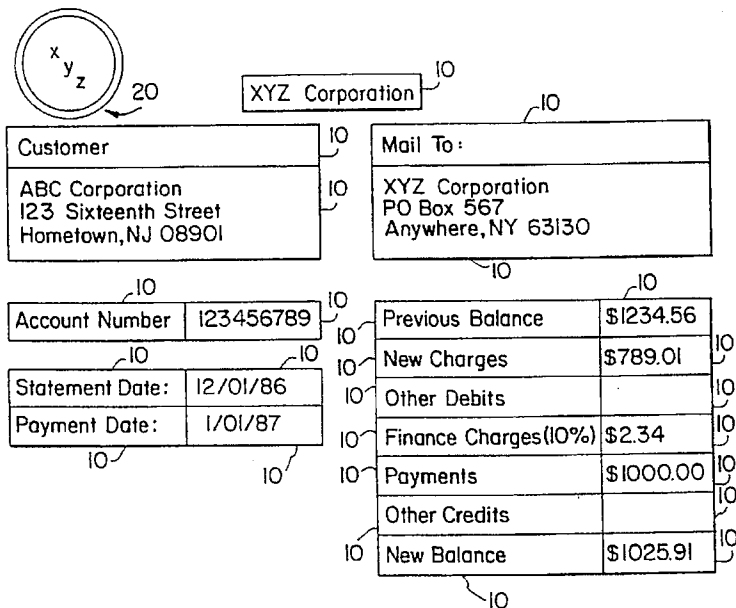 x
y
z
20
XYZ Corporation 10
10
Customer 10
ABC Corporation 10
123 Sixteenth Street
Hometown, NJ 08901
Mail To:
XYZ Corporation
PO Box 567
Anywhere, NY 63130
10
10
Account Number 123456789 10
10 10
Statement Date: 12/01/86
Payment Date: 1/01/87
10 10
10
10 Previous Balance $1234.56
10 New Charges $789.01 10
10 Other Debits 10
10 Finance Charges(10%) $2.34 10
10 Payments $1000.00 10
Other Credits 10
10 New Balance $1025.91 10
10